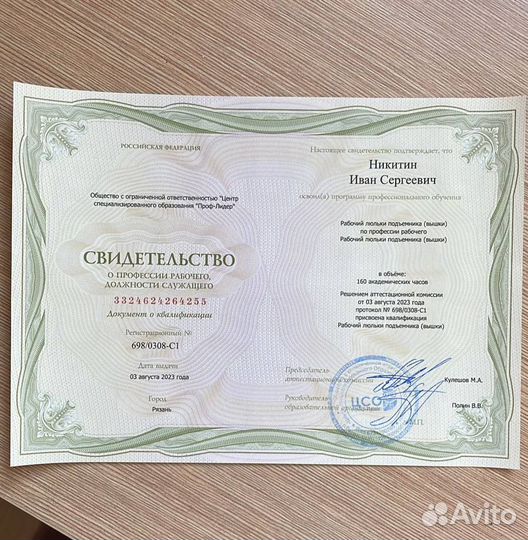 РОССИЙСКАЯ ФЕДЕРАЦИЯ
Общество с ограниченной ответственностью "Центр
специализированного образования "Проф-Лидер"
СВИДЕТЕЛЬСТВО
О ПРОФЕССИИ РАБОЧЕГО,
ДОЛЖНОСТИ СЛУЖАЩЕГО
3324624264255
Документ о квалификации
Регистрационный №
698/0308-С1
Дата выдачи
03 августа 2023 года
Город
Рязань
Настоящее свидетельство подтверждает, что
Никитин
Иван Сергеевич
освоил(а) программу профессионального обучения
Рабочий люльки подъемника (вышки)
по профессии рабочего
Рабочий люльки подъемника (вышки)
в объёме:
160 академических часов
Решением аттестационной комиссии
от 03 августа 2023 года
протокол № 698/0308-С1
присвоена квалификация
Рабочий люльки подъемника (вышки)
Председатель
аттестационной комиссии
Кулешов М.А.
Руководитель
образовательной организации
Полин В.В.
ЦСО
М.П.
Avito